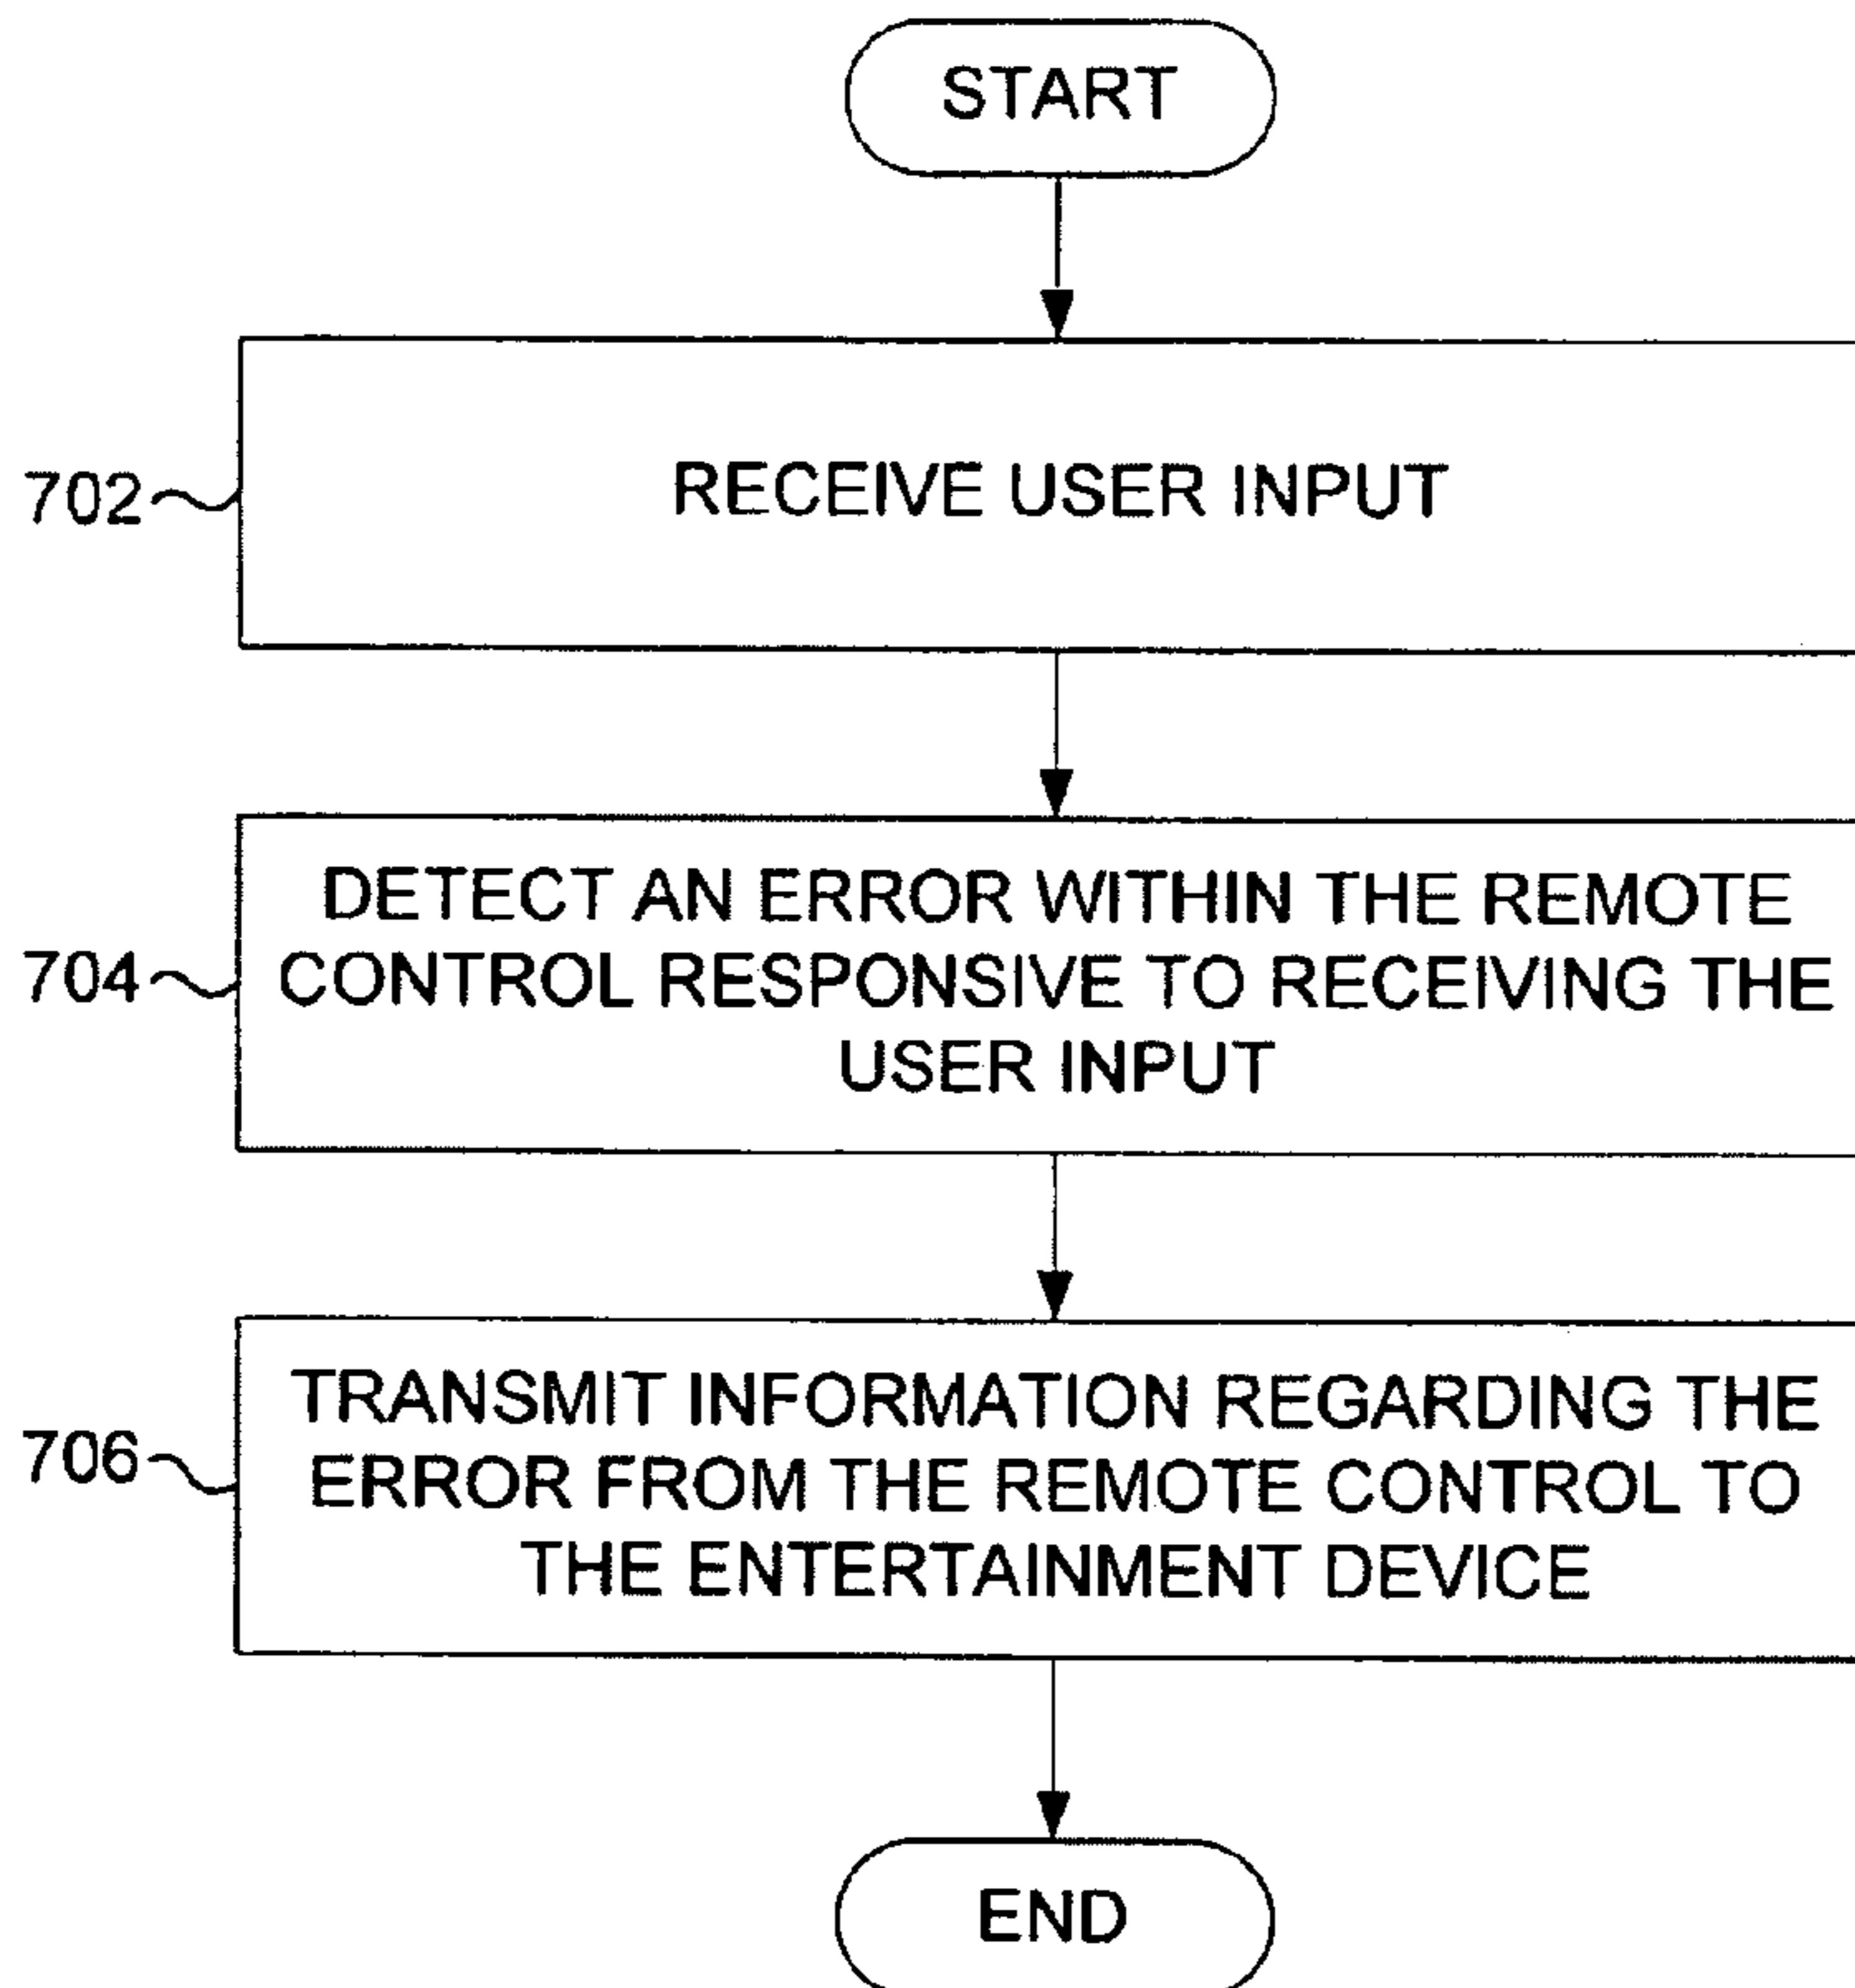 START
702
RECEIVE USER INPUT
704
DETECT AN ERROR WITHIN THE REMOTE
CONTROL RESPONSIVE TO RECEIVING THE
USER INPUT
706
TRANSMIT INFORMATION REGARDING THE
ERROR FROM THE REMOTE CONTROL TO
THE ENTERTAINMENT DEVICE
END